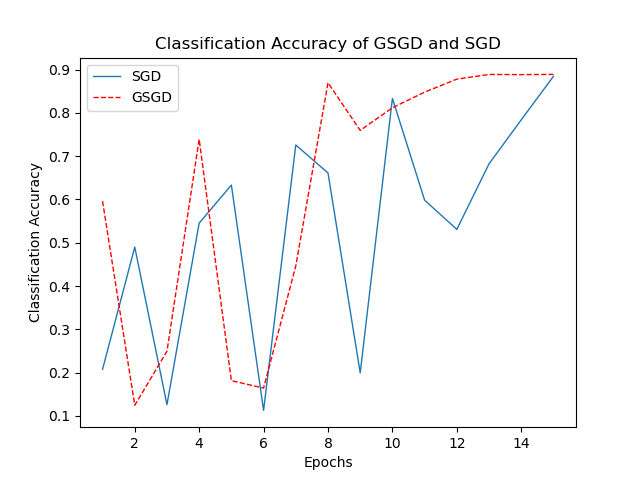 Classification Accuracy of GSGD and SGD
SGD
GSGD
Classification Accuracy
0.9
0.8
0.7
0.6
0.5
0.4
0.3
0.2
0.1
2 4 6 8 10 12 14
Epochs